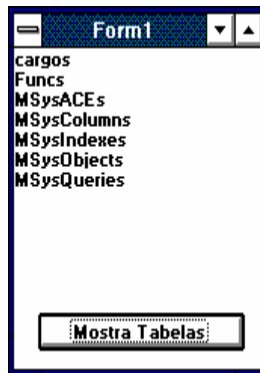 Form1
cargos
Funcs
MSysACEs
MSysColumns
MSysIndexes
MSysObjects
MSysQueries
Mostra Tabelas